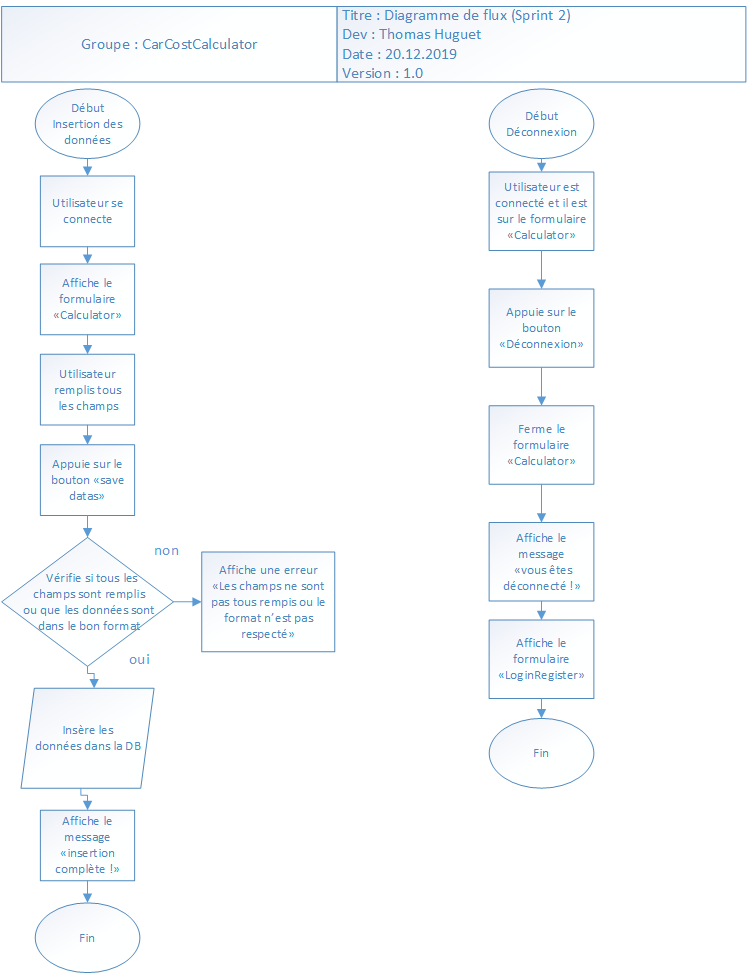 Groupe : CarCostCalculator
Titre : Diagramme de flux (Sprint 2)
Dev : Thomas Huguet
Date : 20.12.2019
Version : 1.0
Début
Insertion des
données
Utilisateur se
connecte
Affiche le
formulaire
«Calculator»
Utilisateur
remplis tous
les champs
Appuie sur le
bouton «save
datas»
Vérifie si tous les
champs sont remplis
ou que les données sont
dans le bon format
non
Affiche une erreur
«Les champs ne sont
pas tous rempis ou le
format n’est pas
respecté»
oui
Insère les
données dans la DB
Affiche le
message
«insertion
complète !»
Fin
Début
Déconnexion
Utilisateur est
connecté et il est
sur le formulaire
«Calculator»
Appuie sur le
bouton
«Déconnexion»
Ferme le
formulaire
«Calculator»
Affiche le
message
«vous êtes
déconnecté !»
Affiche le
formulaire
«LoginRegister»
Fin